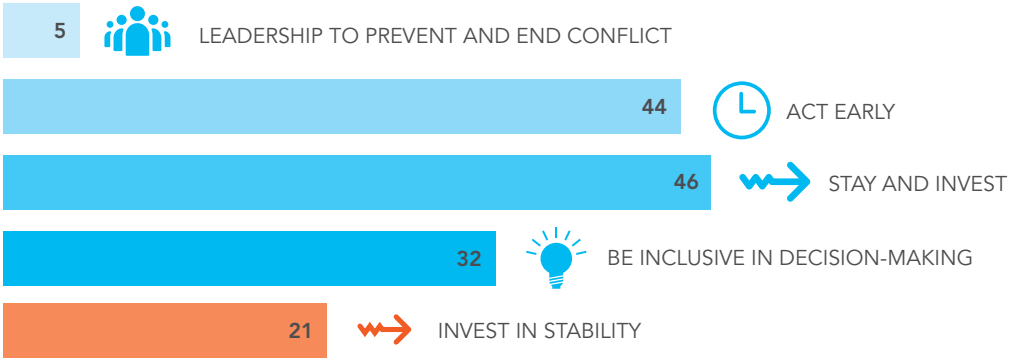 5 LEADERSHIP TO PREVENT AND END CONFLICT
44 ACT EARLY
46 STAY AND INVEST
32 BE INCLUSIVE IN DECISION-MAKING
21 INVEST IN STABILITY